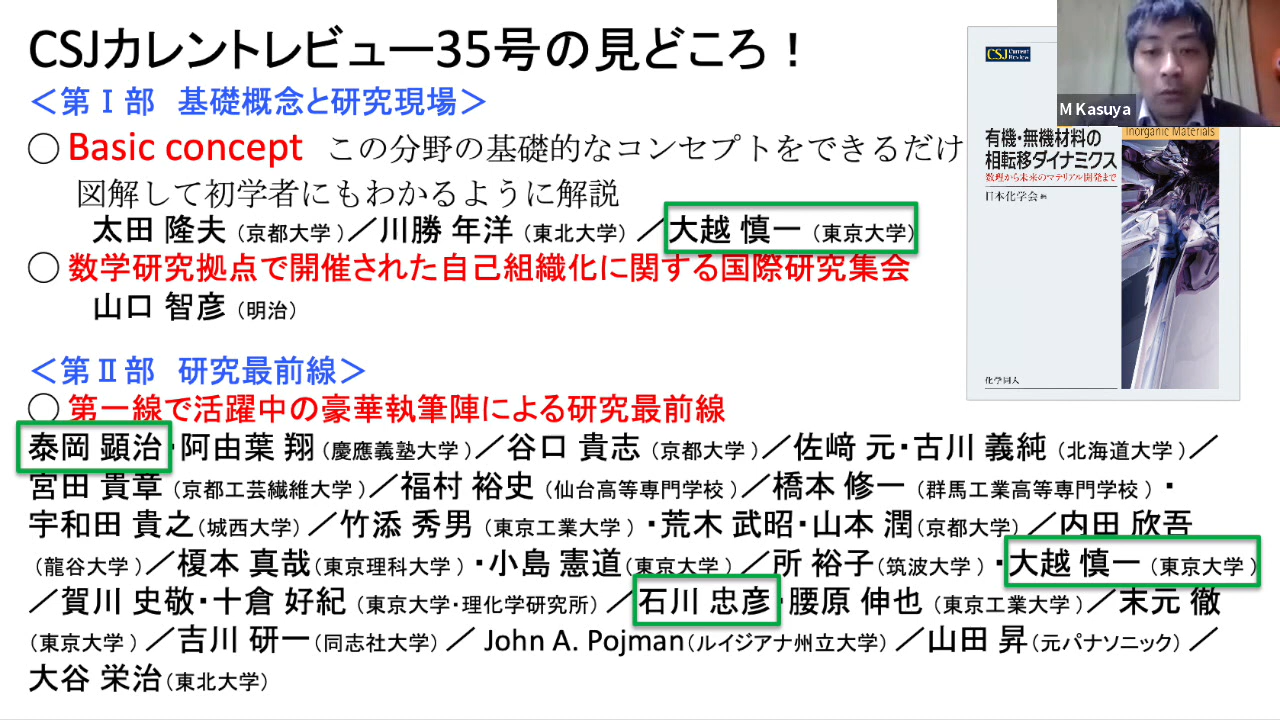 CSJカレントレビュー35号の見どころ！
＜第Ⅰ部　基礎概念と研究現場＞
○ Basic concept　この分野の基礎的なコンセプトをできるだけ
図解して初学者にもわかるように解説
太田 隆夫（京都大学）／川勝 年洋（東北大学）／大越 慎一（東京大学）
○ 数学研究拠点で開催された自己組織化に関する国際研究集会
山口 智彦（明治）
＜第Ⅱ部　研究最前線＞
○ 第一線で活躍中の豪華執筆陣による研究最前線
泰岡 顕治・阿由葉 翔（慶應義塾大学）／谷口 貴志（京都大学）／佐﨑 元・古川 義純（北海道大学）／
宮田 貴章（京都工芸繊維大学）／福村 裕史（仙台高等専門学校）／橋本 修一（群馬工業高等専門学校）・
宇和田 貴之（城西大学）／竹添 秀男（東京工業大学）・荒木 武昭・山本 潤（京都大学）／内田 欣吾
（龍谷大学）／榎本 真哉（東京理科大学）・小島 憲道（東京大学）／所 裕子（筑波大学）・大越 慎一（東京大学）
／賀川 史敬・十倉 好紀（東京大学・理化学研究所）／石川 忠彦・腰原 伸也（東京工業大学）／末元 徹
（東京大学）／吉川 研一（同志社大学）／ John A. Pojman（ルイジアナ州立大学）／山田 昇（元パナソニック）／
大谷 栄治（東北大学）
M Kasuya
CSJ Current Review
Inorganic Materials
有機・無機材料の
相転移ダイナミクス
数理から未来のマテリアル開発まで
日本化学会 編
化学同人